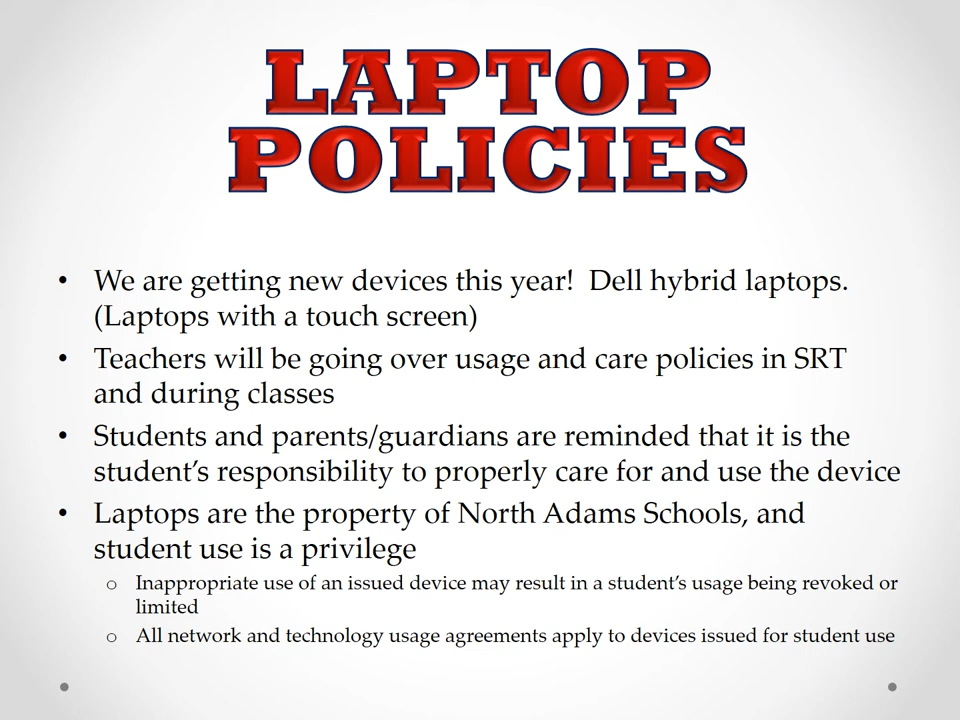 LAPTOP
POLICIES
• We are getting new devices this year!  Dell hybrid laptops.
(Laptops with a touch screen)
• Teachers will be going over usage and care policies in SRT
and during classes
• Students and parents/guardians are reminded that it is the
student’s responsibility to properly care for and use the device
• Laptops are the property of North Adams Schools, and
student use is a privilege
o Inappropriate use of an issued device may result in a student’s usage being revoked or
limited
o All network and technology usage agreements apply to devices issued for student use